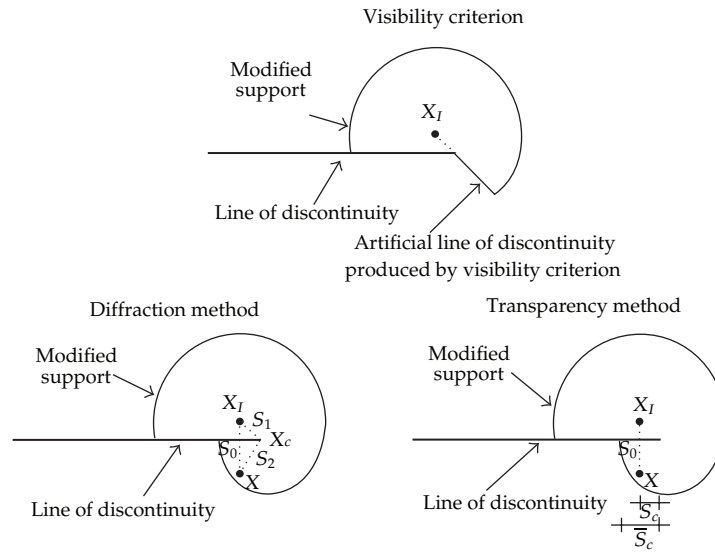 Visibility criterion
Modified
support
X_I
Line of discontinuity
Artificial line of discontinuity
produced by visibility criterion
Diffraction method
Modified
support
X_I
S_1
X_c
S_0
S_2
X
Line of discontinuity
Transparency method
Modified
support
X_I
S_0
X
Line of discontinuity
S_c
S̅_c